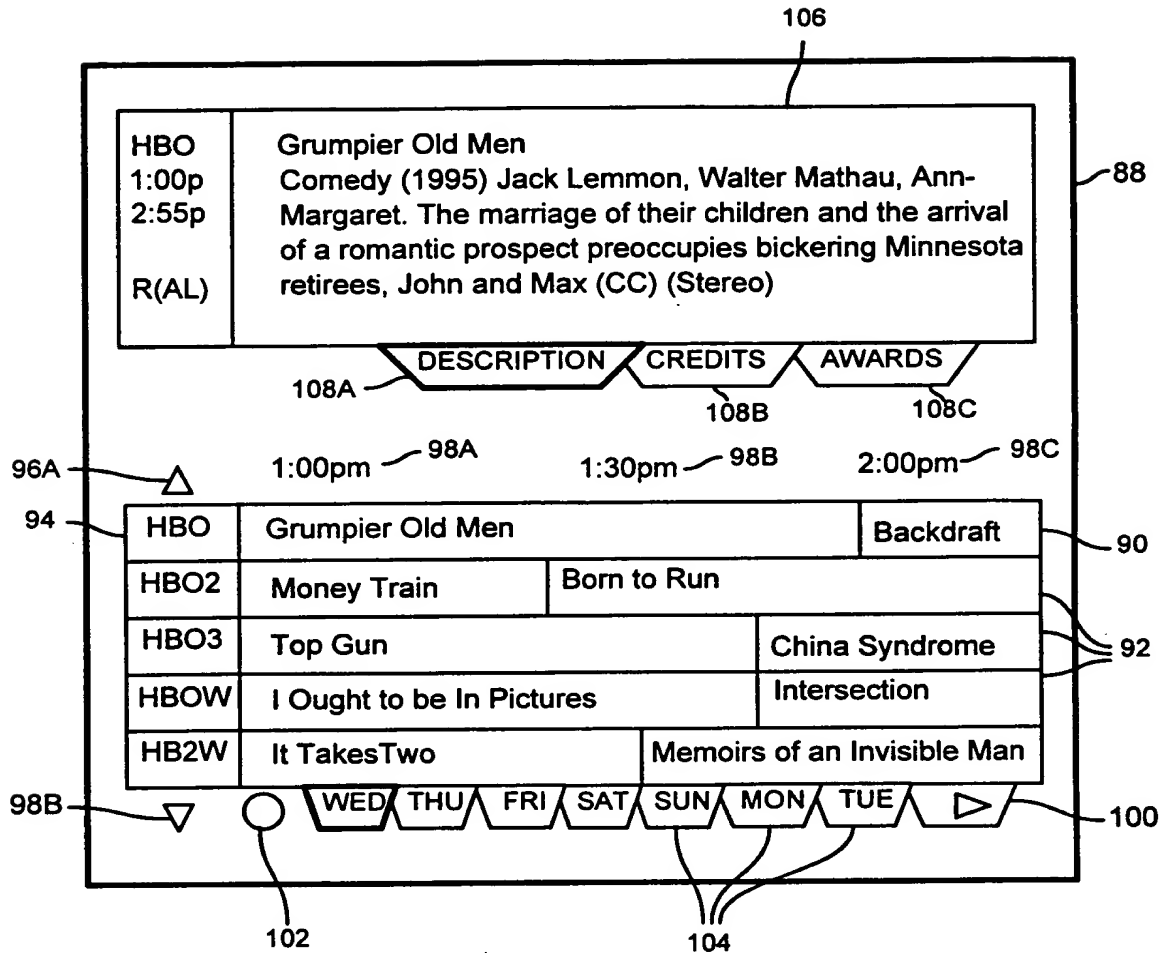 106
HBO
1:00p
2:55p
R(AL)
Grumpier Old Men
Comedy (1995) Jack Lemmon, Walter Mathau, Ann-
Margaret. The marriage of their children and the arrival
of a romantic prospect preoccupies bickering Minnesota
retirees, John and Max (CC) (Stereo)
88
DESCRIPTION CREDITS AWARDS
108A 108B 108C
96A 1:00pm 98A 1:30pm 98B 2:00pm 98C
94 HBO Grumpier Old Men Backdraft 90
HBO2 Money Train Born to Run
HBO3 Top Gun China Syndrome 92
HBOW I Ought to be In Pictures Intersection
HB2W It TakesTwo Memoirs of an Invisible Man
98B WED THU FRI SAT SUN MON TUE 100
102 104